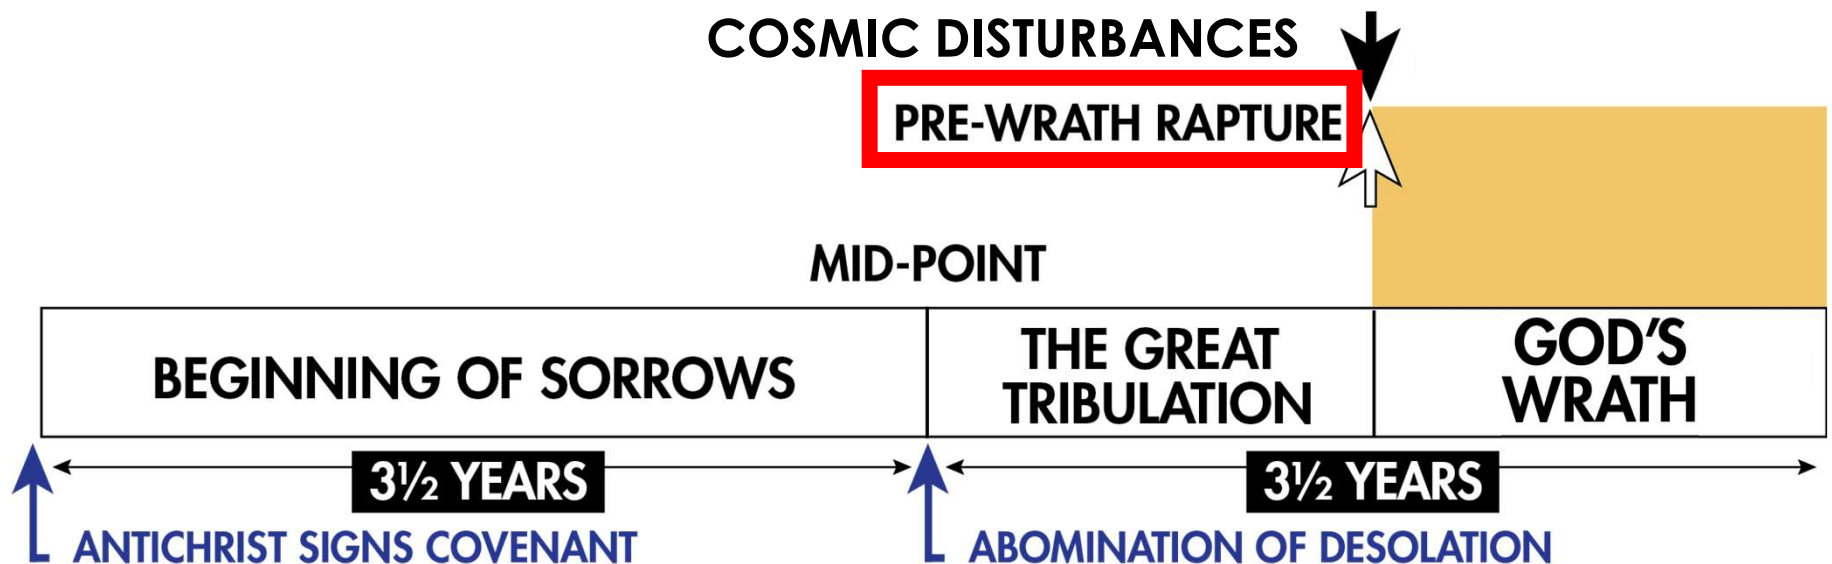 COSMIC DISTURBANCES
PRE-WRATH RAPTURE
MID-POINT
BEGINNING OF SORROWS
THE GREAT
TRIBULATION
GOD'S
WRATH
3½ YEARS
3½ YEARS
ANTICHRIST SIGNS COVENANT
ABOMINATION OF DESOLATION